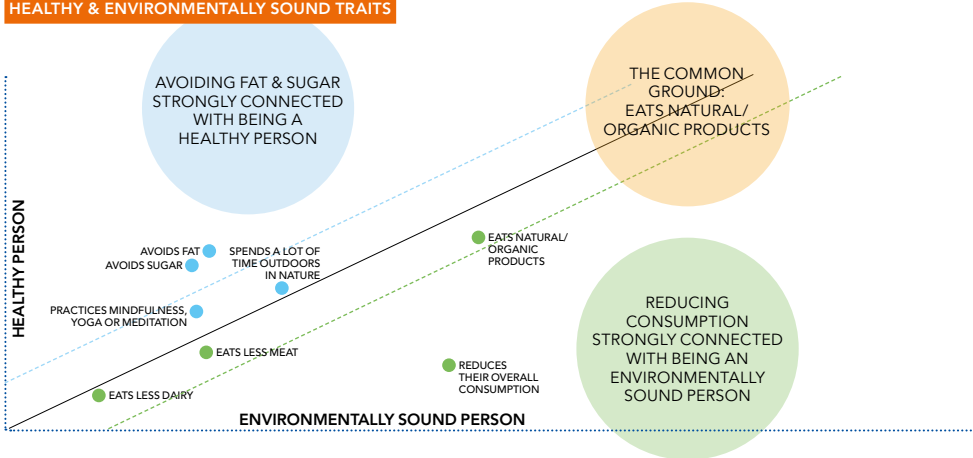 HEALTHY & ENVIRONMENTALLY SOUND TRAITS
AVOIDING FAT & SUGAR
STRONGLY CONNECTED
WITH BEING A
HEALTHY PERSON
THE COMMON
GROUND:
EATS NATURAL/
ORGANIC PRODUCTS
HEALTHY PERSON
AVOIDS FAT
AVOIDS SUGAR
SPENDS A LOT OF
TIME OUTDOORS
IN NATURE
EATS NATURAL/
ORGANIC
PRODUCTS
PRACTICES MINDFULNESS,
YOGA OR MEDITATION
EATS LESS MEAT
REDUCES
THEIR OVERALL
CONSUMPTION
EATS LESS DAIRY
REDUCING
CONSUMPTION
STRONGLY CONNECTED
WITH BEING AN
ENVIRONMENTALLY
SOUND PERSON
ENVIRONMENTALLY SOUND PERSON